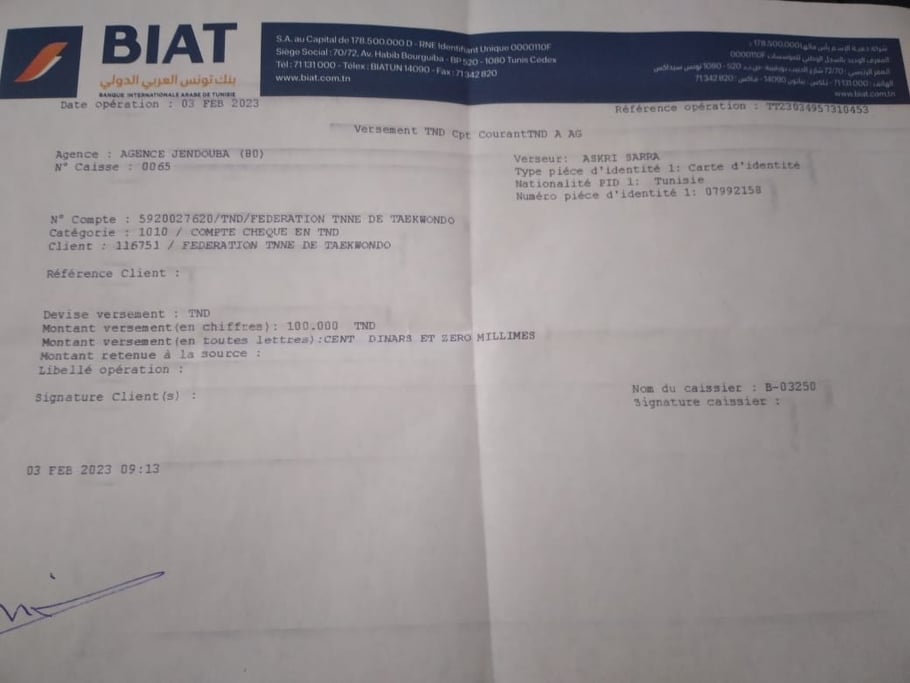 BIAT
بنك تونس العربي الدولي
BANQUE INTERNATIONALE ARABE DE TUNISIE
S.A. au Capital de 178.500.000 D - RNE Identifiant Unique 0000110F
Siège Social : 70/72, Av. Habib Bourguiba - BP 520 - 1080 Tunis Cedex
Tél : 71 131 000 - Télex : BIATUN 14090 - Fax : 71 342 820
www.biat.com.tn
www.biat.com.tn
Date opération : 03 FEB 2023
Référence opération : TT23034957310453
Versement TND Cpt CourantTND A AG
Agence : AGENCE JENDOUBA (80)
N° Caisse : 0065
Verseur: ASKRI SARRA
Type piéce d'identité 1: Carte d'identité
Nationalité PID 1: Tunisie
Numéro piéce d'identité 1: 07992158
N° Compte : 5920027620/TND/FEDERATION TNNE DE TAEKWONDO
Catégorie : 1010 / COMPTE CHEQUE EN TND
Client : 116751 / FEDERATION TNNE DE TAEKWONDO
Référence Client :
Devise versement : TND
Montant versement(en chiffres): 100.000 TND
Montant versement(en toutes lettres):CENT DINARS ET ZERO MILLIMES
Montant retenue à la source :
Libellé opération :
Signature Client(s) :
Nom du caissier : B-03250
Signature caissier :
03 FEB 2023 09:13